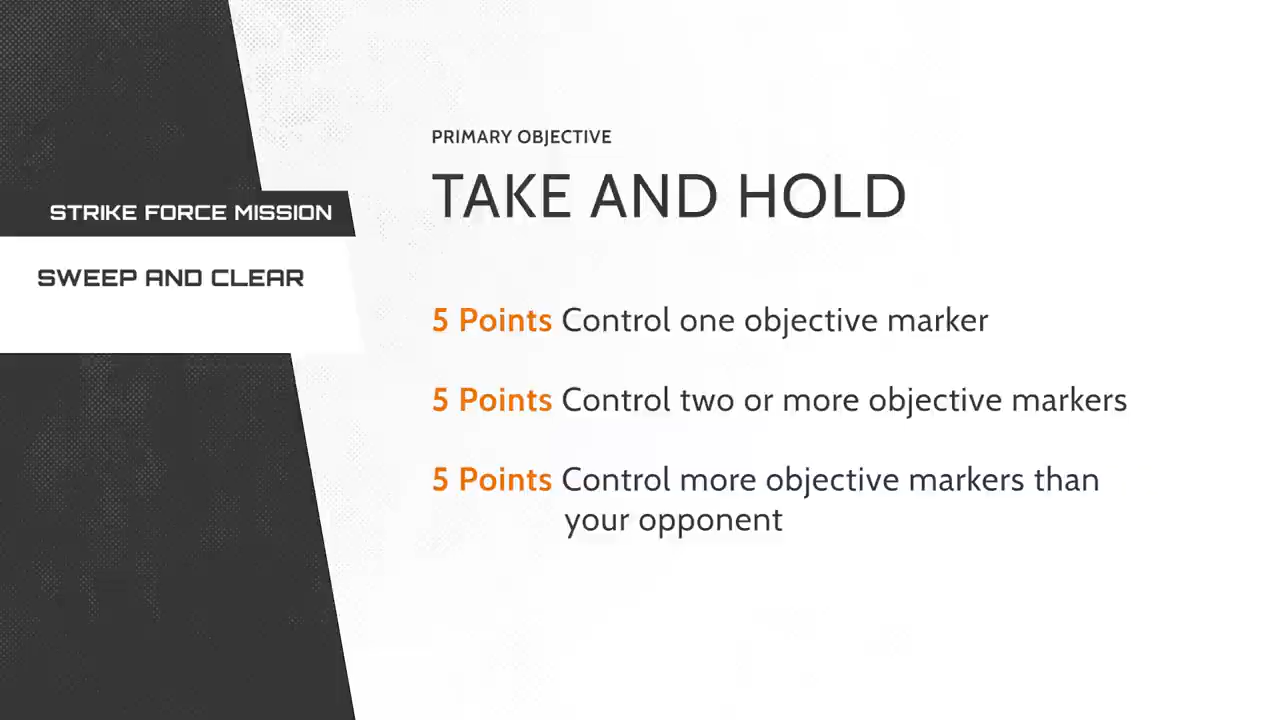 STRIKE FORCE MISSION
SWEEP AND CLEAR
PRIMARY OBJECTIVE
TAKE AND HOLD
5 Points Control one objective marker
5 Points Control two or more objective markers
5 Points Control more objective markers than
your opponent